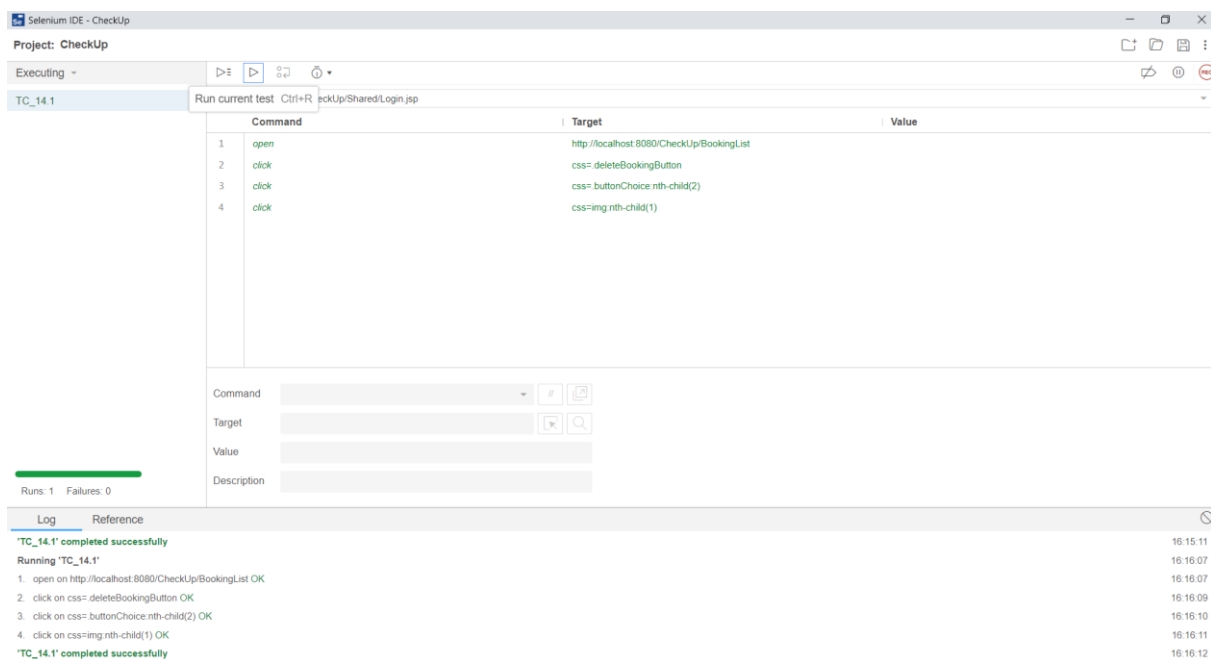 Selenium IDE - CheckUp
Project: CheckUp
Executing
TC_14.1
Run current test Ctrl+R eckUp/Shared/Login.jsp
Command Target Value
1 open http://localhost:8080/CheckUp/BookingList
2 click css=.deleteBookingButton
3 click css=.buttonChoice:nth-child(2)
4 click css=img:nth-child(1)
Command //
Target
Value
Description
Runs: 1 Failures: 0
Log Reference
'TC_14.1' completed successfully 16:15:11
Running 'TC_14.1' 16:16:07
1. open on http://localhost:8080/CheckUp/BookingList OK 16:16:07
2. click on css=.deleteBookingButton OK 16:16:09
3. click on css=.buttonChoice:nth-child(2) OK 16:16:10
4. click on css=img:nth-child(1) OK 16:16:11
'TC_14.1' completed successfully 16:16:12